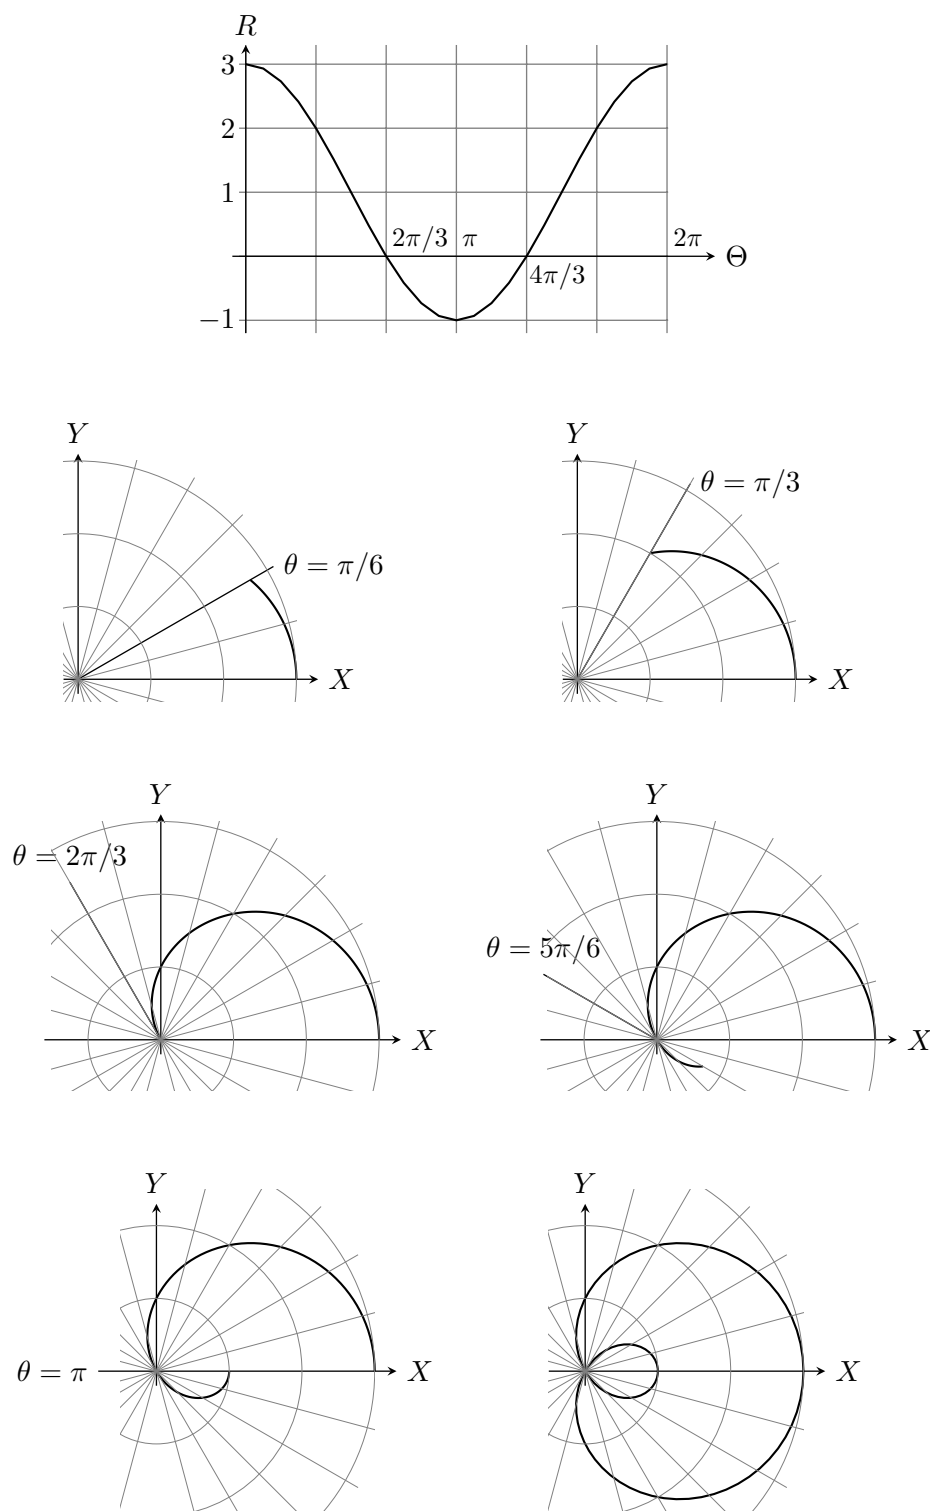 R
3
2
1
2π/3 π 2π
Θ
4π/3
−1
Y Y
θ = π/3
θ = π/6
X X
Y Y
θ = 2π/3
θ = 5π/6
X X
Y Y
θ = π X X